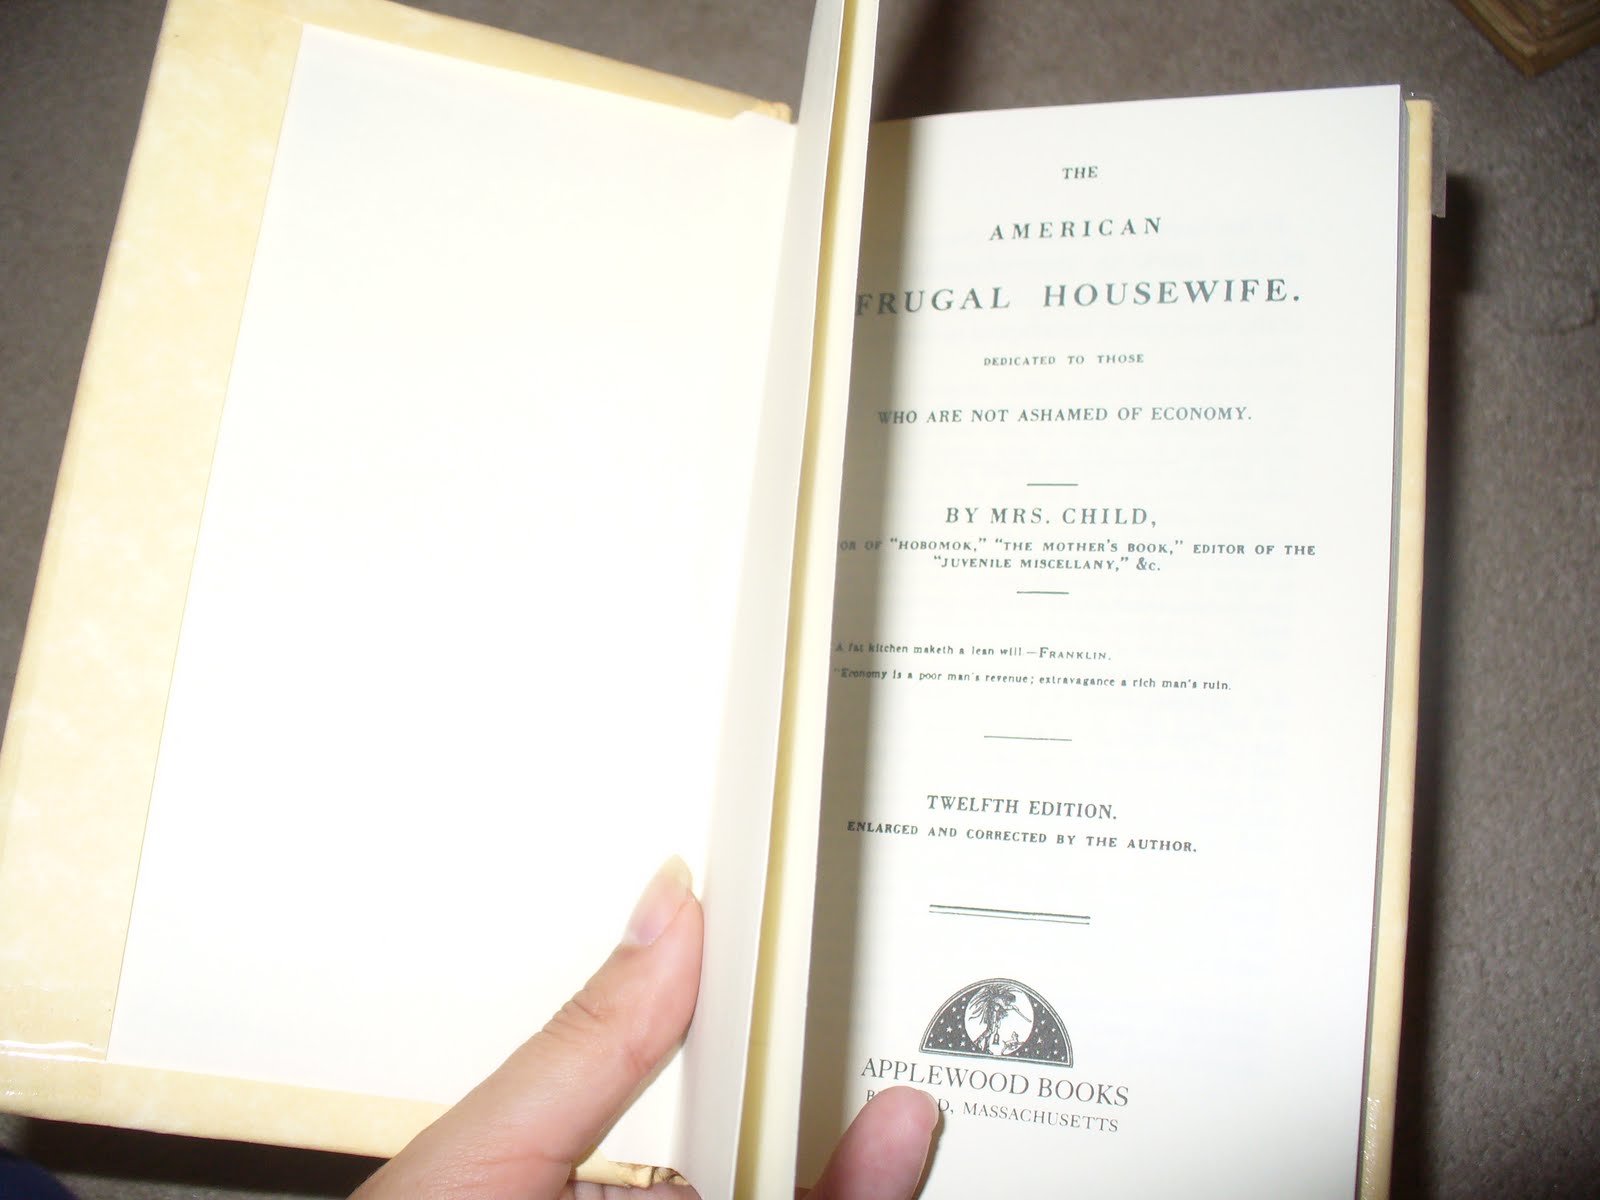 THE
AMERICAN
FRUGAL HOUSEWIFE.
DEDICATED TO THOSE
WHO ARE NOT ASHAMED OF ECONOMY.
BY MRS. CHILD,
OR OF "HOBOMOK," "THE MOTHER'S BOOK," EDITOR OF THE
"JUVENILE MISCELLANY," &c.
A fat kitchen maketh a lean will.—FRANKLIN.
"Economy is a poor man's revenue; extravagance a rich man's ruin.
TWELFTH EDITION.
ENLARGED AND CORRECTED BY THE AUTHOR.
APPLEWOOD BOOKS
MASSACHUSETTS